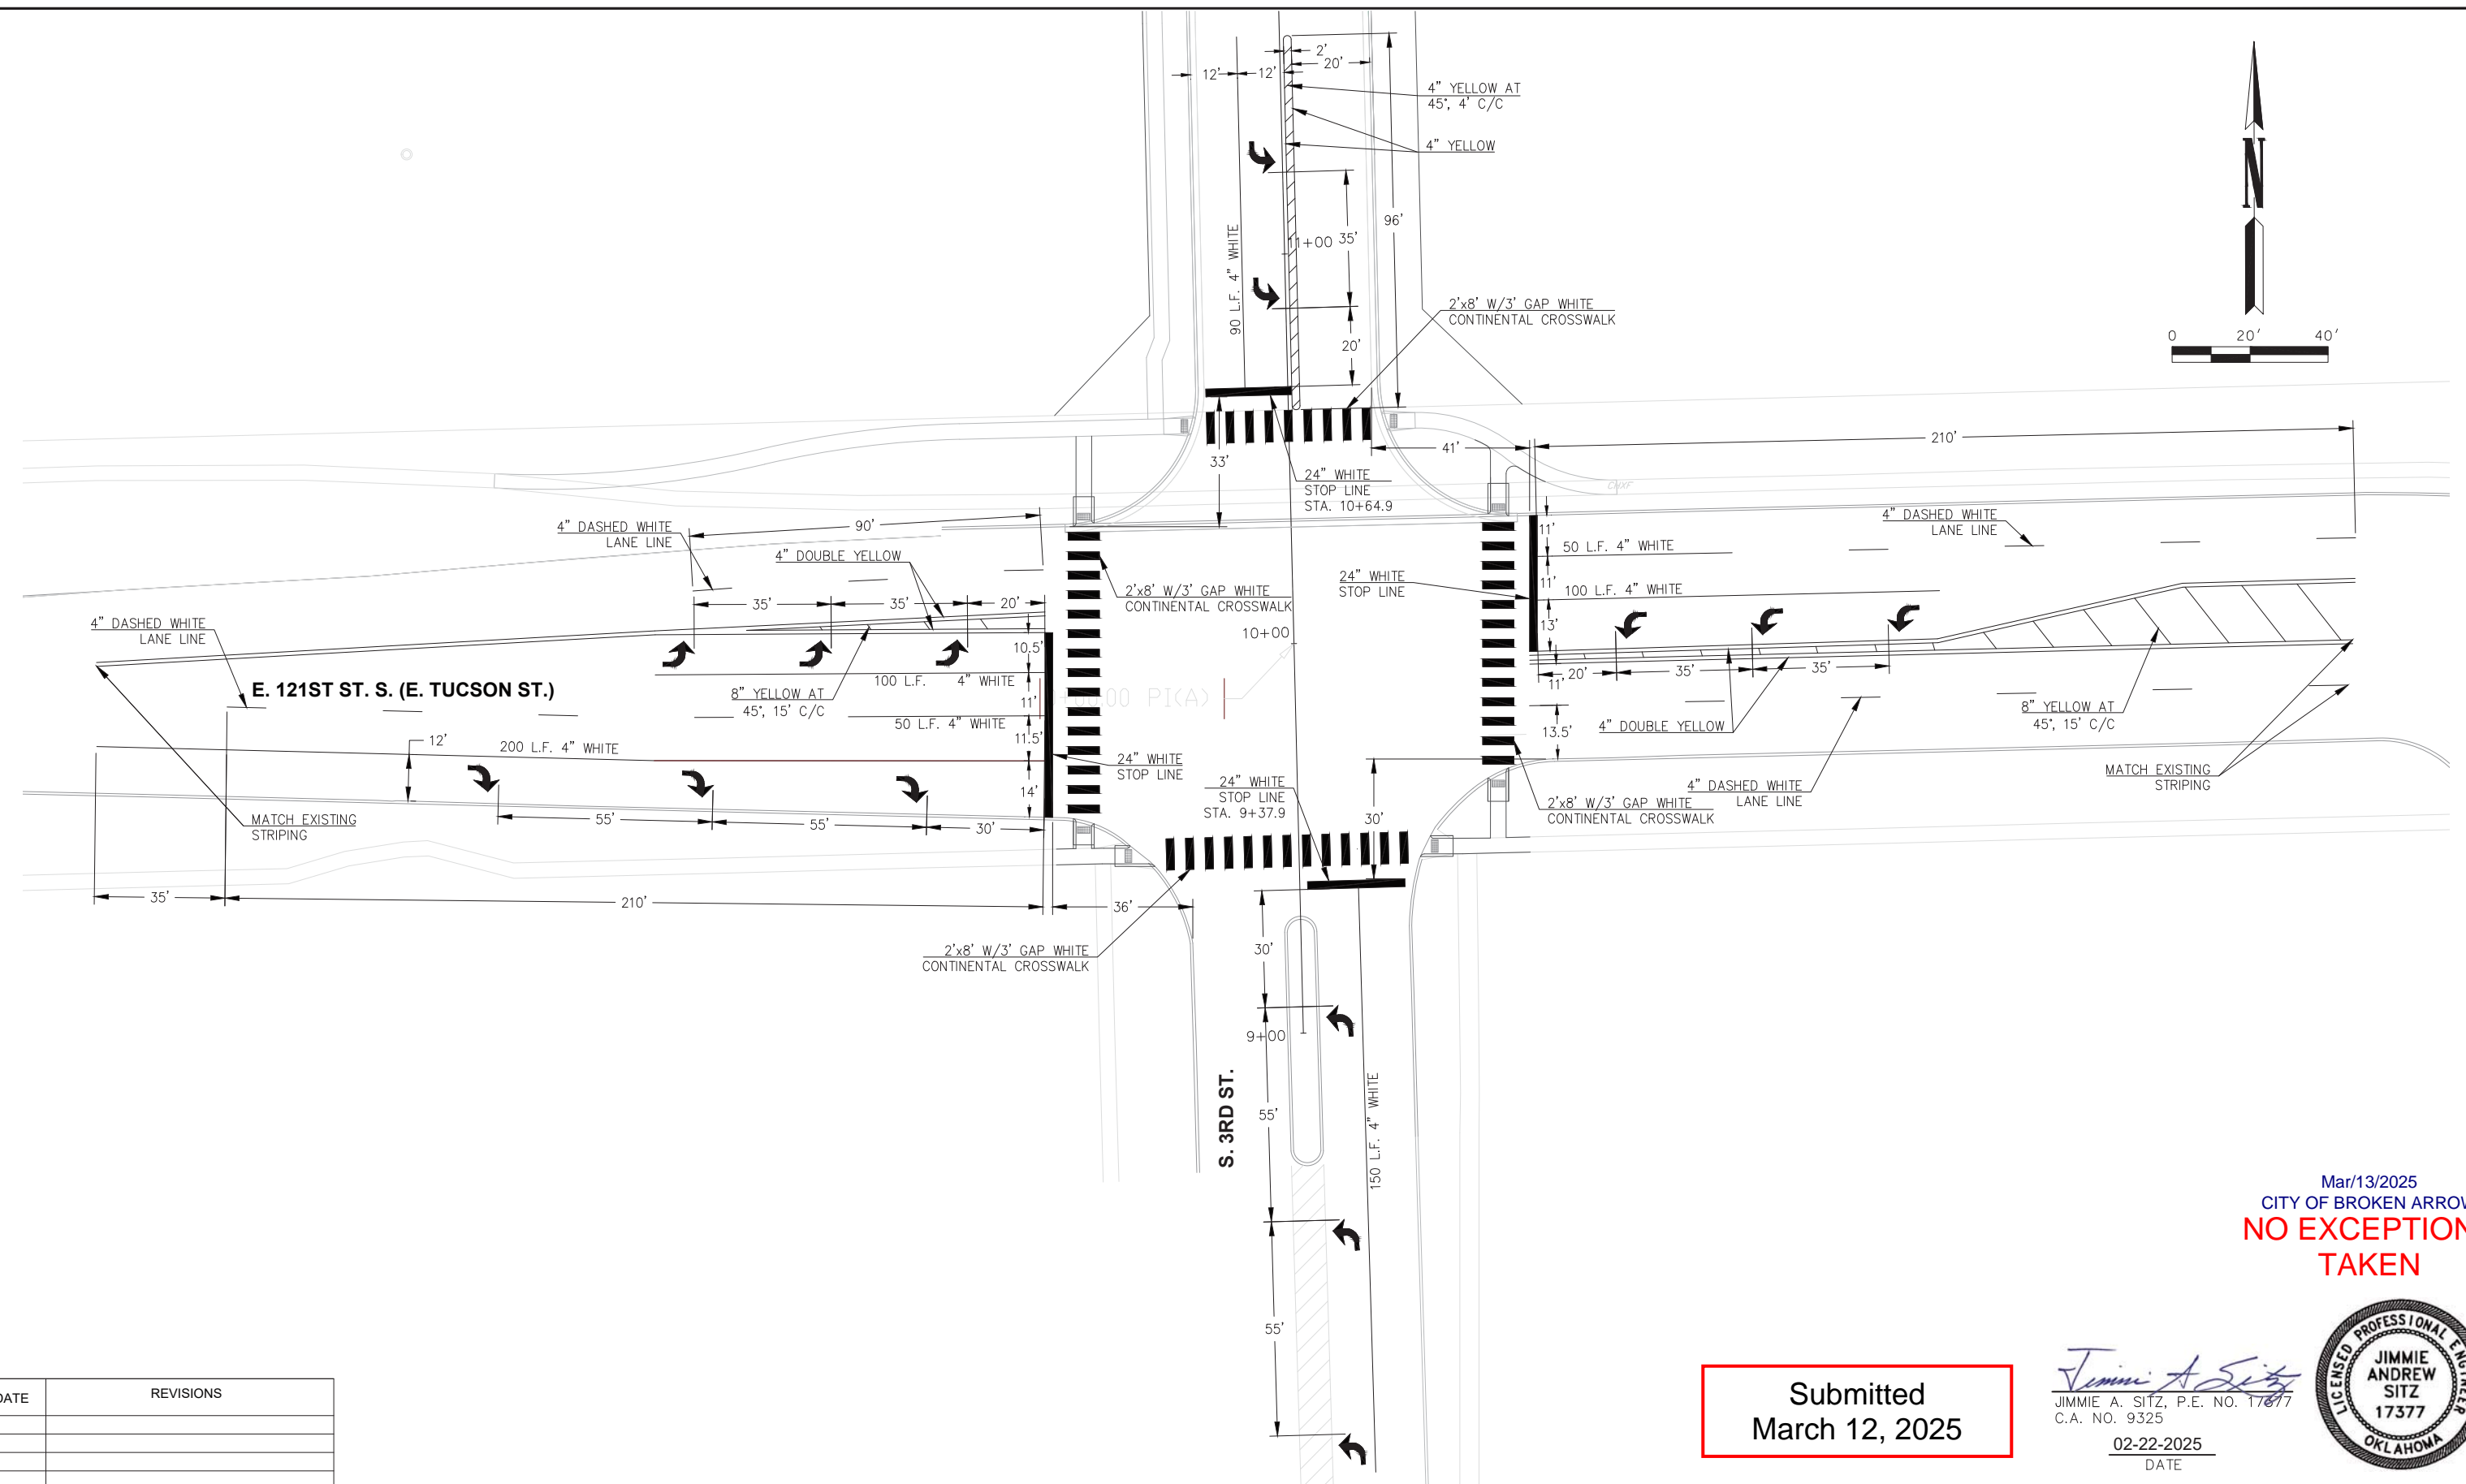 2'
12'
12'
20'
4" YELLOW AT
45°, 4' C/C
4" YELLOW
N
96'
90 L.F. 4" WHITE
11+00
35'
2'x8' W/3' GAP WHITE
CONTINENTAL CROSSWALK
20'
0 20' 40'
33'
41'
210'
24" WHITE
STOP LINE
STA. 10+64.9
4" DASHED WHITE
LANE LINE
90'
4" DOUBLE YELLOW
11'
50 L.F. 4" WHITE
4" DASHED WHITE
LANE LINE
24" WHITE
STOP LINE
11'
100 L.F. 4" WHITE
2'x8' W/3' GAP WHITE
CONTINENTAL CROSSWALK
35'
35'
20'
4" DASHED WHITE
LANE LINE
13'
10+00
10.5'
20'
35'
35'
E. 121ST ST. S. (E. TUCSON ST.)
100 L.F. 4" WHITE
8" YELLOW AT
45°, 15' C/C
11'
.00 PI(A)
11'
50 L.F. 4" WHITE
4" DOUBLE YELLOW
8" YELLOW AT
45°, 15' C/C
13.5'
12'
200 L.F. 4" WHITE
11.5'
24" WHITE
STOP LINE
MATCH EXISTING
STRIPING
24" WHITE
STOP LINE
STA. 9+37.9
4" DASHED WHITE
LANE LINE
14'
2'x8' W/3' GAP WHITE
CONTINENTAL CROSSWALK
MATCH EXISTING
STRIPING
55'
55'
30'
30'
35'
210'
36'
2'x8' W/3' GAP WHITE
CONTINENTAL CROSSWALK
30'
9+00
S. 3RD ST.
55'
150 L.F. 4" WHITE
55'
Mar/13/2025
CITY OF BROKEN ARROW
NO EXCEPTION
TAKEN
Submitted
March 12, 2025
Jimmie A Sitz
JIMMIE A. SITZ, P.E. NO. 17377
C.A. NO. 9325
02-22-2025
DATE
LICENSED PROFESSIONAL ENGINEER
JIMMIE
ANDREW
SITZ
17377
OKLAHOMA
DATE REVISIONS